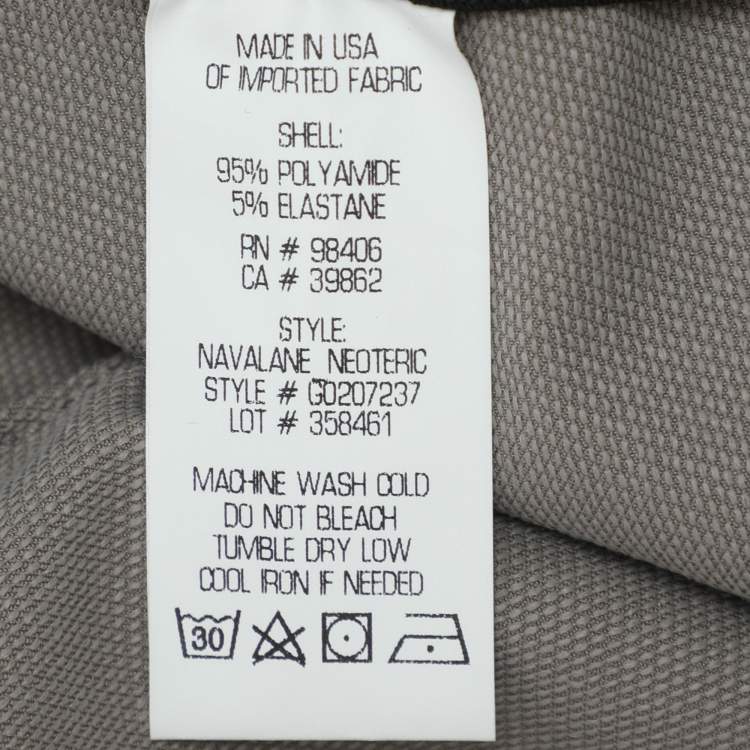 MADE IN USA
OF IMPORTED FABRIC
SHELL:
95% POLYAMIDE
5% ELASTANE
RN # 98406
CA # 39862
STYLE:
NAVALANE NEOTERIC
STYLE # G0207237
LOT # 358461
MACHINE WASH COLD
DO NOT BLEACH
TUMBLE DRY LOW
COOL IRON IF NEEDED
30